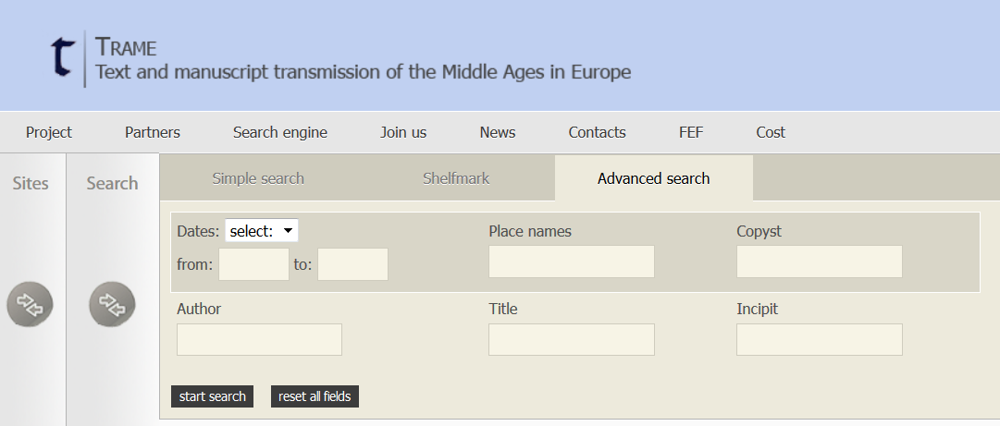 t
TRAME
Text and manuscript transmission of the Middle Ages in Europe
Project Partners Search engine Join us News Contacts FEF Cost
Sites Search Simple search Shelfmark Advanced search
Dates: select: Place names Copyst
from: to:
Author Title Incipit
start search reset all fields